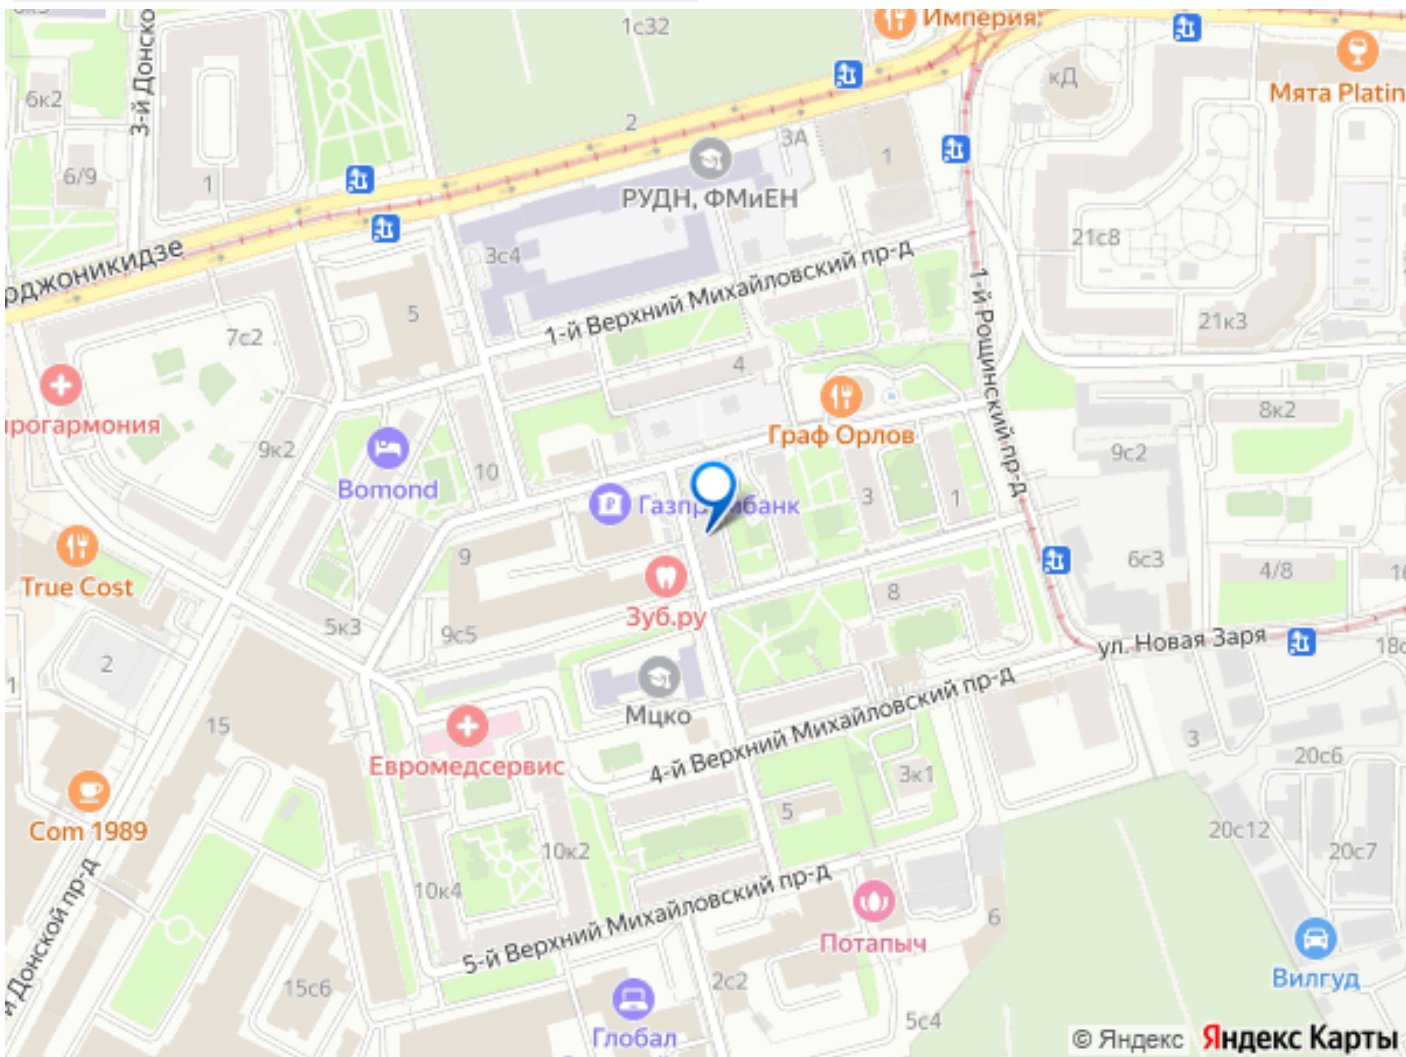 1с32
Империя
кД
Мята Platin
6к2
3-й Донско
2
3А
1
6/9
1
РУДН, ФМиЕН
21с8
рджоникидзе
3с4
1-й Верхний Михайловский пр-д
5
7с2
21к3
1-й Рощинский пр-д
4
8к2
рогармония
Граф Орлов
9к2
9с2
10
Bomond
Газпромбанк
3
1
9
6с3
4/8
True Cost
8
Зуб.ру
5к3
9с5
ул. Новая Заря
2
1
Мцко
4-й Верхний Михайловский пр-д
15
3
20с6
Евромедсервис
3к1
5
Com 1989
20с12
20с7
10к2
10к4
5-й Верхний Михайловский пр-д
й Донской пр-д
6
Потапыч
Вилгуд
2с2
15с6
5с4
Глобал
© Яндекс Яндекс Карты